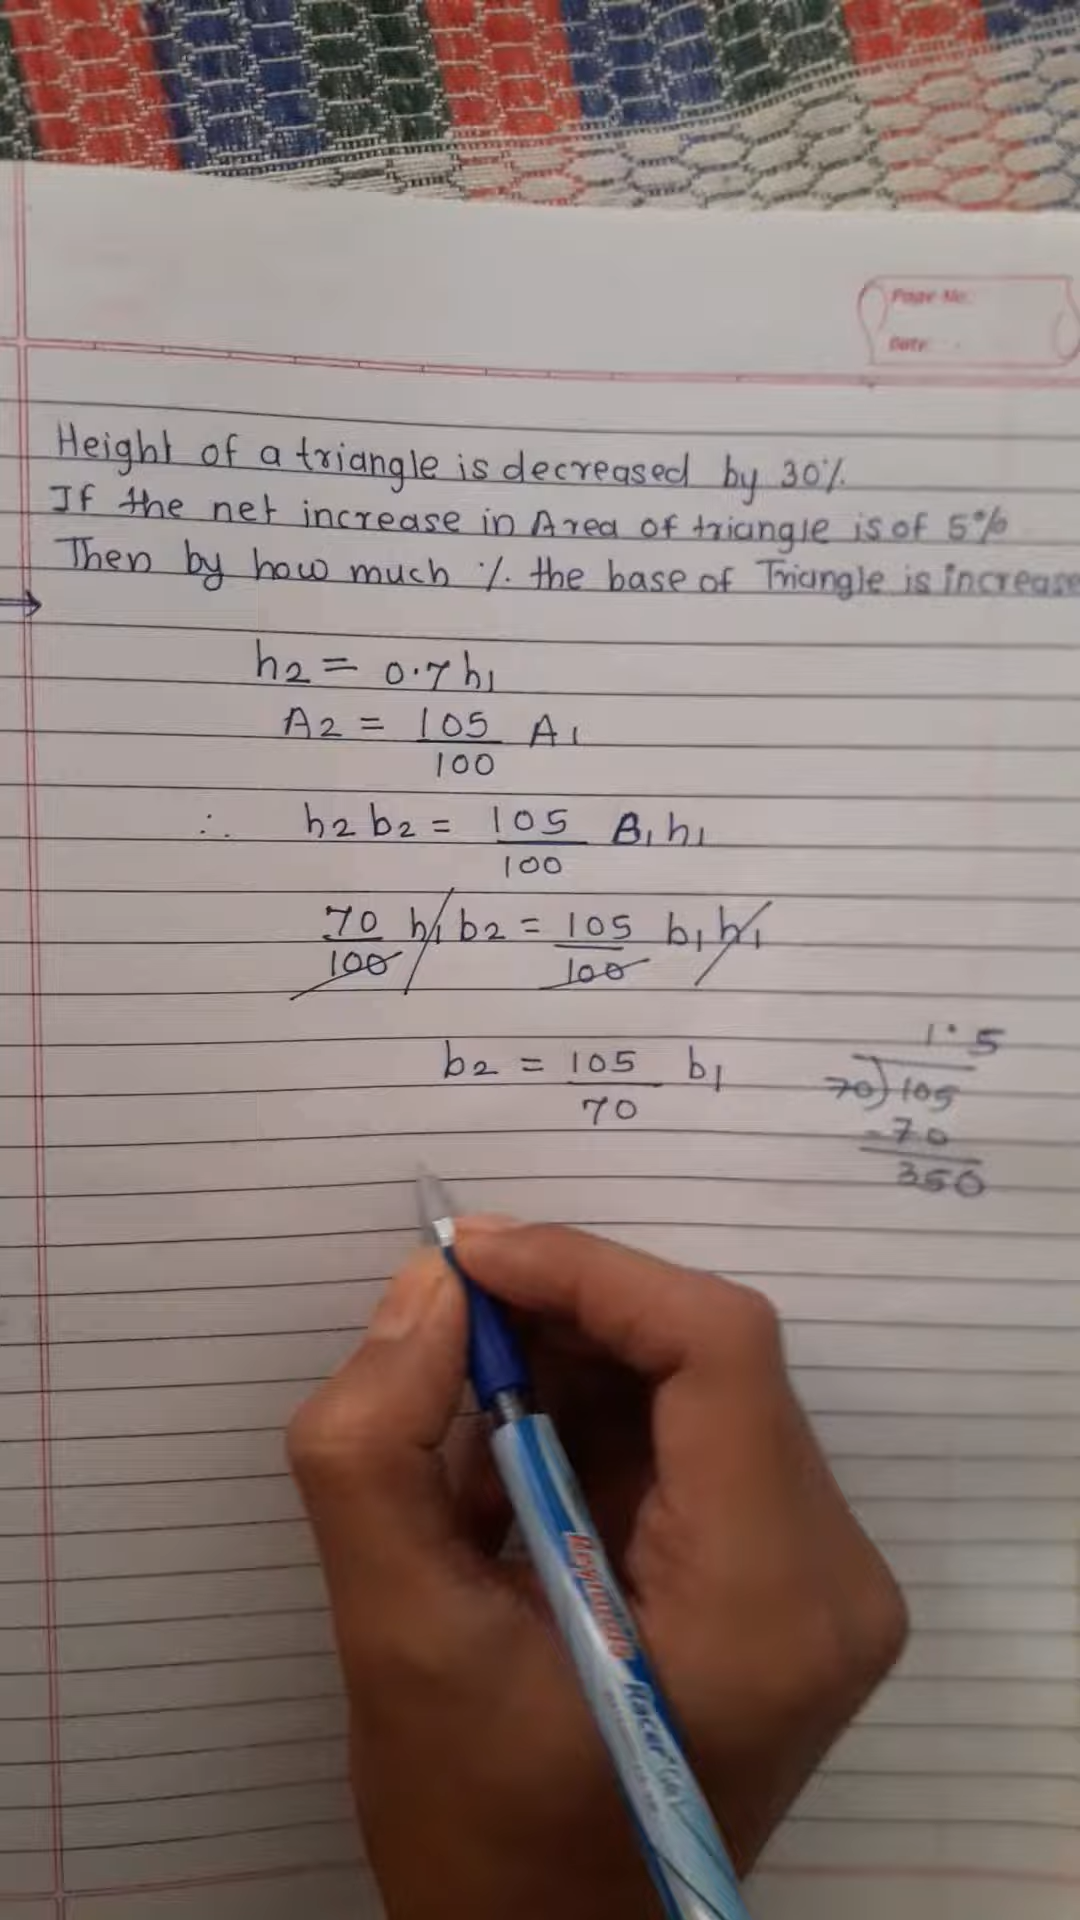 Page No:
Date:
Height of a triangle is decreased by 30%.
If the net increase in Area of triangle is of 5%
Then by how much %. the base of Triangle is increase
h2 = 0.7 h1
A2 = 105/100 A1
∴ h2 b2 = 105/100 B1 h1
70/100 h1 b2 = 105/100 b1 h1
b2 = 105/70 b1
1.5
70)105
-70
350
Reynolds Racer Gel